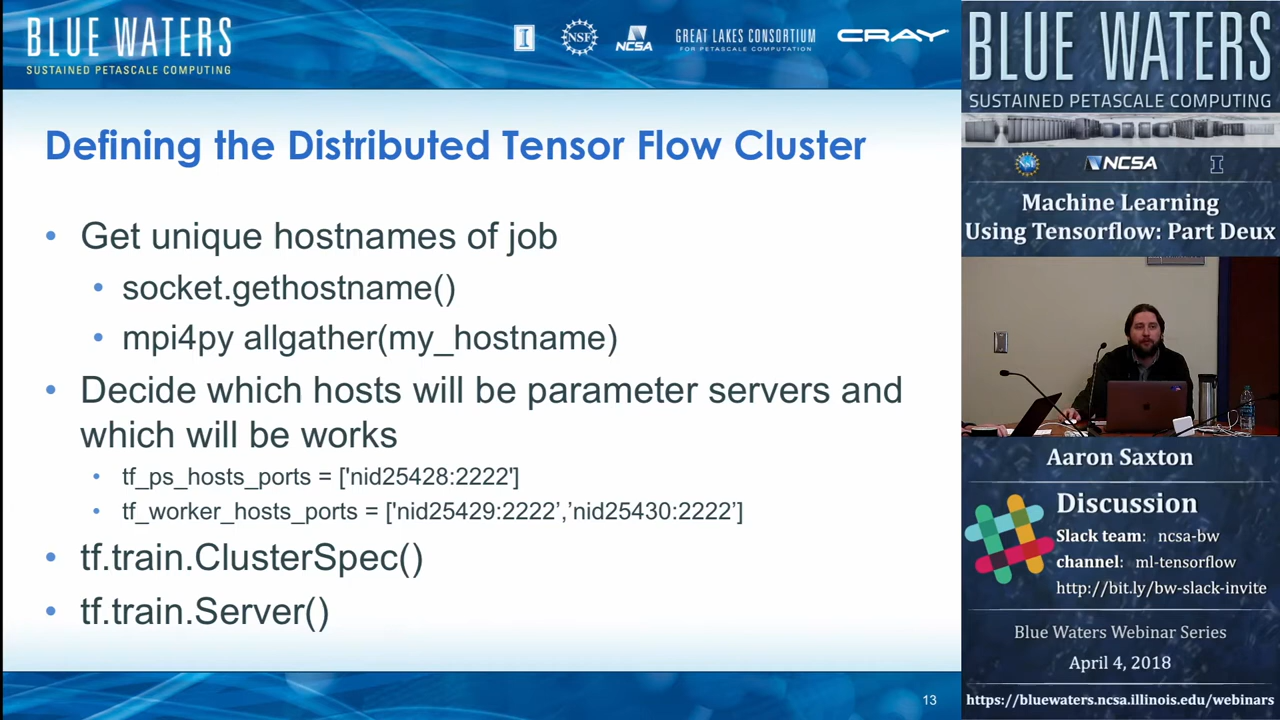 BLUE WATERS
SUSTAINED PETASCALE COMPUTING
I
NSF
NCSA
GREAT LAKES CONSORTIUM
FOR PETASCALE COMPUTATION
CRAY
Defining the Distributed Tensor Flow Cluster
• Get unique hostnames of job
• socket.gethostname()
• mpi4py allgather(my_hostname)
• Decide which hosts will be parameter servers and
which will be works
• tf_ps_hosts_ports = ['nid25428:2222']
• tf_worker_hosts_ports = ['nid25429:2222’,’nid25430:2222’]
• tf.train.ClusterSpec()
• tf.train.Server()
13
BLUE WATERS
SUSTAINED PETASCALE COMPUTING
NSF
NCSA
I
Machine Learning
Using Tensorflow: Part Deux
Aaron Saxton
Discussion
Slack team: ncsa-bw
channel: ml-tensorflow
http://bit.ly/bw-slack-invite
Blue Waters Webinar Series
April 4, 2018
https://bluewaters.ncsa.illinois.edu/webinars